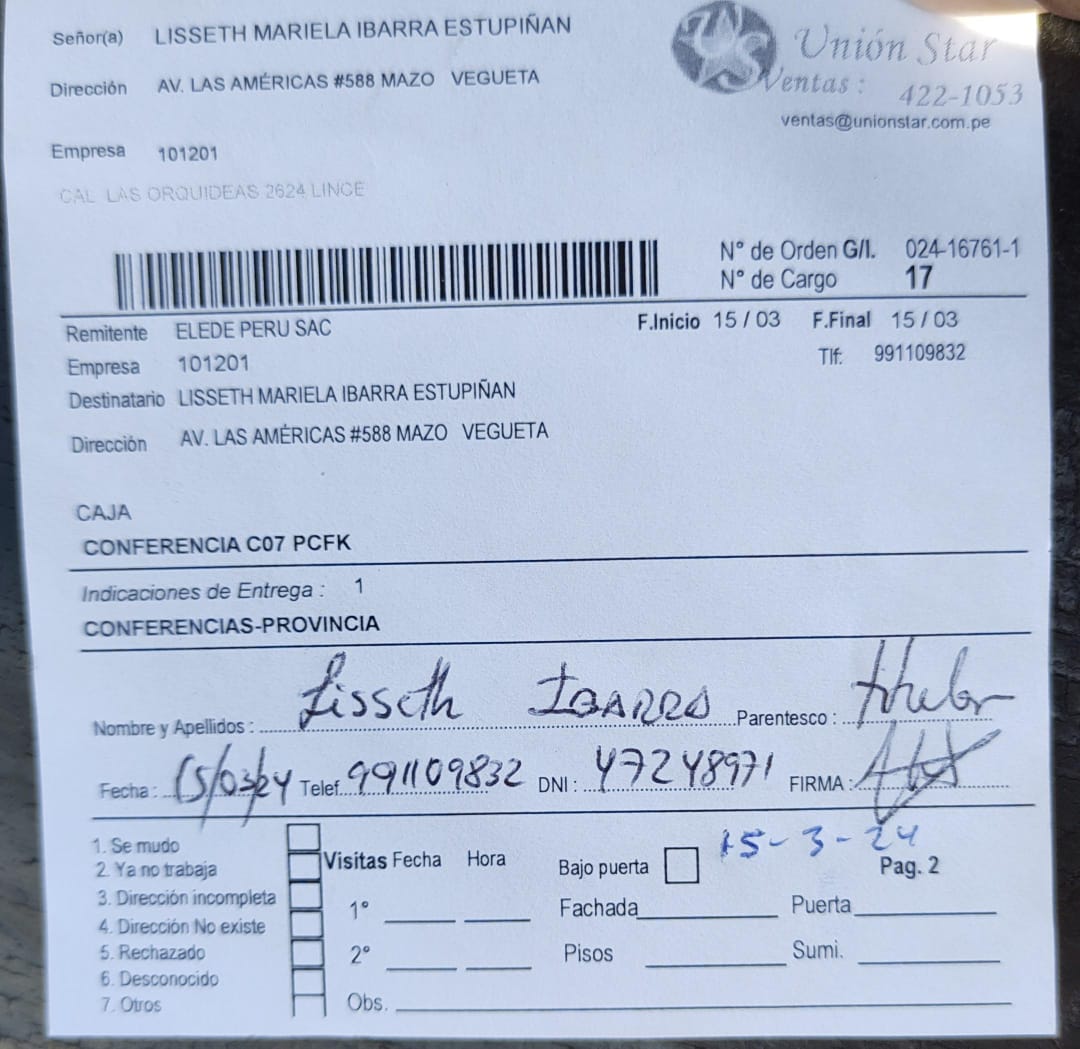 Señor(a) LISSETH MARIELA IBARRA ESTUPIÑAN
Unión Star
Dirección AV. LAS AMÉRICAS #588 MAZO VEGUETA
Ventas : 422-1053
ventas@unionstar.com.pe
Empresa 101201
CAL LAS ORQUIDEAS 2624 LINCE
N° de Orden G/I. 024-16761-1
N° de Cargo 17
Remitente ELEDE PERU SAC
F.Inicio 15 / 03 F.Final 15 / 03
Empresa 101201
Tlf: 991109832
Destinatario LISSETH MARIELA IBARRA ESTUPIÑAN
Dirección AV. LAS AMÉRICAS #588 MAZO VEGUETA
CAJA
CONFERENCIA C07 PCFK
Indicaciones de Entrega : 1
CONFERENCIAS-PROVINCIA
Nombre y Apellidos : Lisseth Ibarra Parentesco :
Fecha : 15/03/24 Telef. 991109832 DNI : 47248971 FIRMA :
15-3-24
1. Se mudo
2. Ya no trabaja
3. Dirección incompleta
4. Dirección No existe
5. Rechazado
6. Desconocido
7. Otros
Visitas Fecha Hora
1°
2°
Obs.
Bajo puerta
Pag. 2
Fachada Puerta
Pisos Sumi.